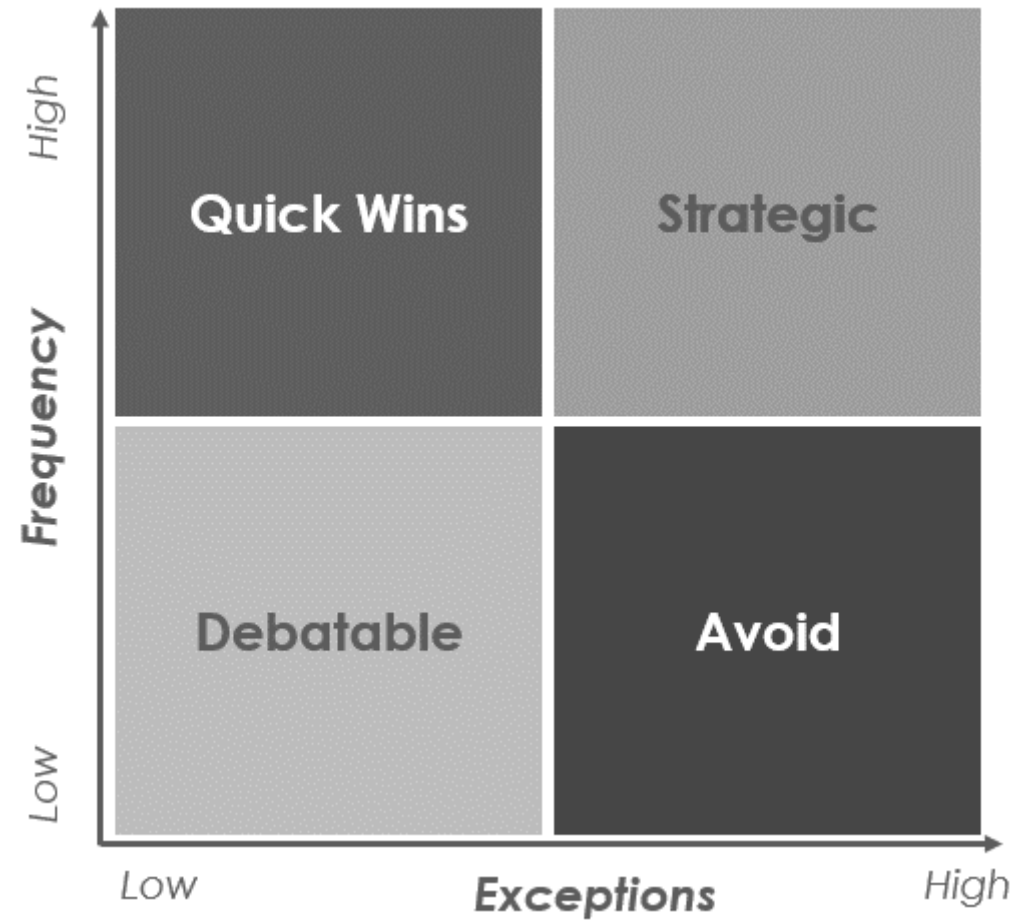 High
Quick Wins
Strategic
Frequency
Debatable
Avoid
Low
Low
Exceptions
High